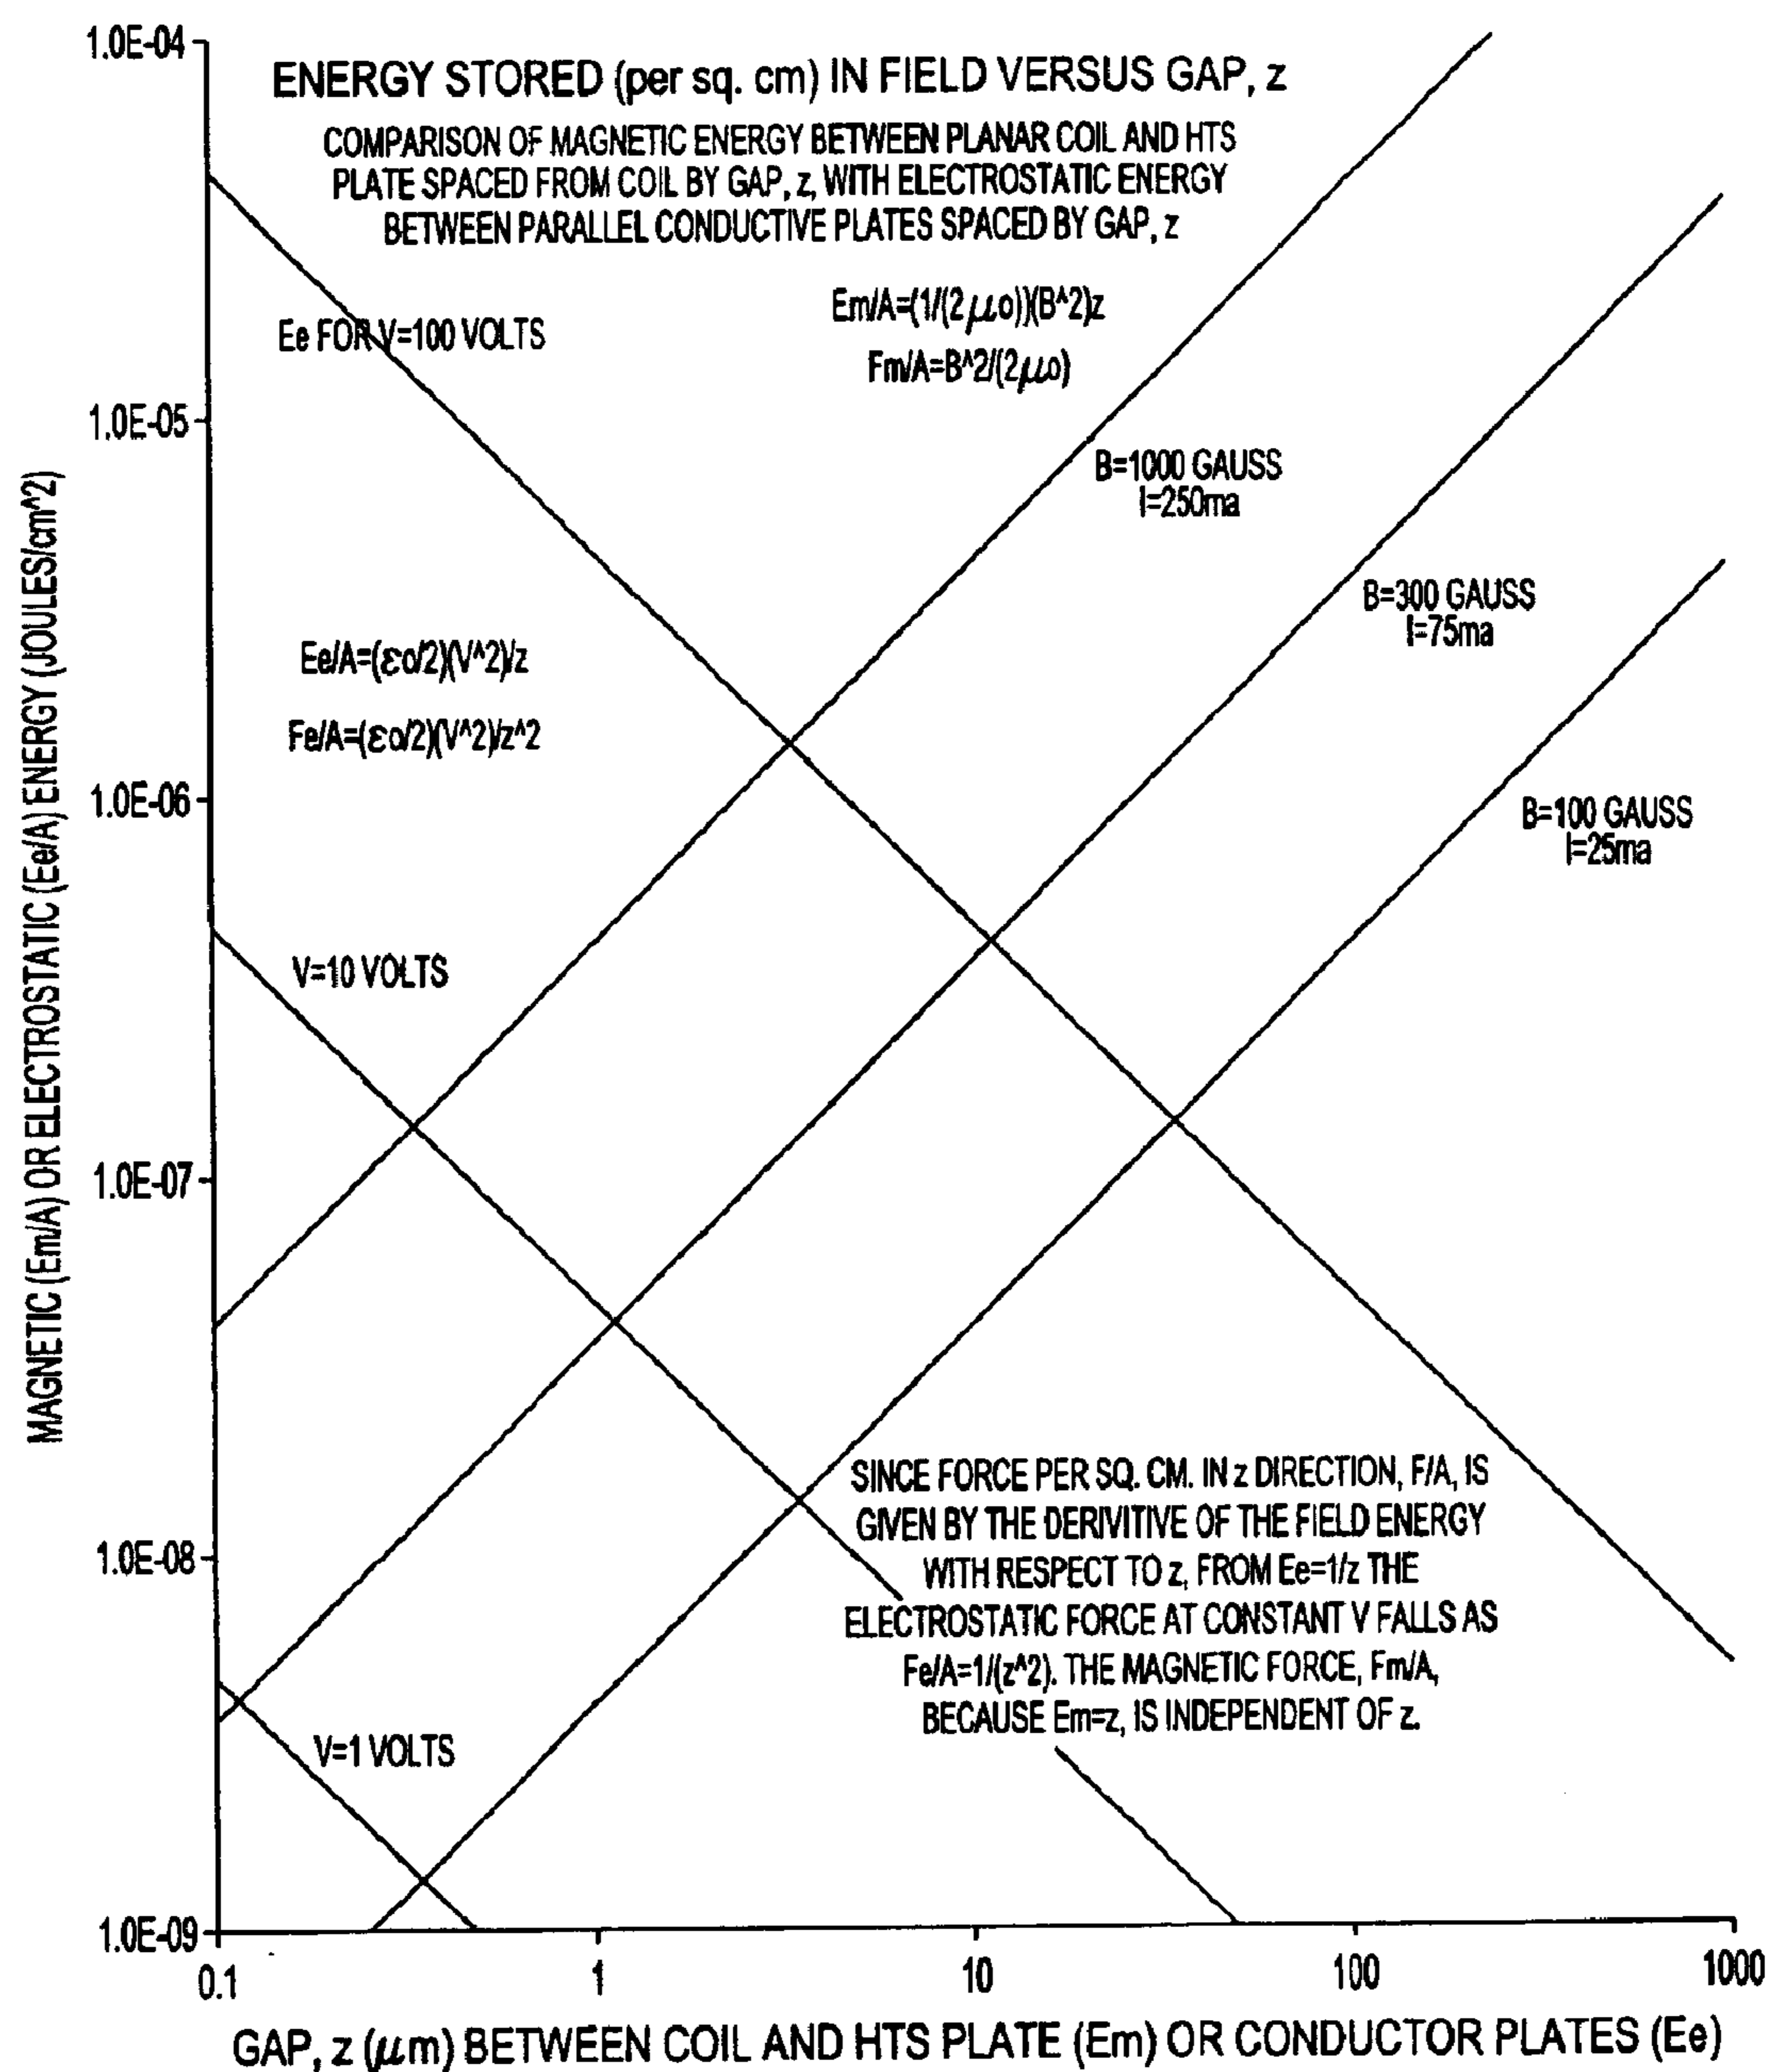 1.0E-04
ENERGY STORED (per sq. cm) IN FIELD VERSUS GAP, z
COMPARISON OF MAGNETIC ENERGY BETWEEN PLANAR COIL AND HTS
PLATE SPACED FROM COIL BY GAP, z, WITH ELECTROSTATIC ENERGY
BETWEEN PARALLEL CONDUCTIVE PLATES SPACED BY GAP, z
Em/A=(1/(2μo))(B^2)z
Fm/A=B^2/(2μo)
Ee FOR V=100 VOLTS
1.0E-05
B=1000 GAUSS
I=250ma
B=300 GAUSS
I=75ma
Ee/A=(εo/2)(V^2)/z
Fe/A=(εo/2)(V^2)/z^2
1.0E-06
B=100 GAUSS
I=25ma
V=10 VOLTS
1.0E-07
SINCE FORCE PER SQ. CM. IN z DIRECTION, F/A, IS
GIVEN BY THE DERIVITIVE OF THE FIELD ENERGY
WITH RESPECT TO z, FROM Ee=1/z THE
ELECTROSTATIC FORCE AT CONSTANT V FALLS AS
Fe/A=1/(z^2). THE MAGNETIC FORCE, Fm/A,
BECAUSE Em=z, IS INDEPENDENT OF z.
1.0E-08
V=1 VOLTS
1.0E-09
0.1 1 10 100 1000
GAP, z (μm) BETWEEN COIL AND HTS PLATE (Em) OR CONDUCTOR PLATES (Ee)
MAGNETIC (Em/A) OR ELECTROSTATIC (Ee/A) ENERGY (JOULES/cm^2)